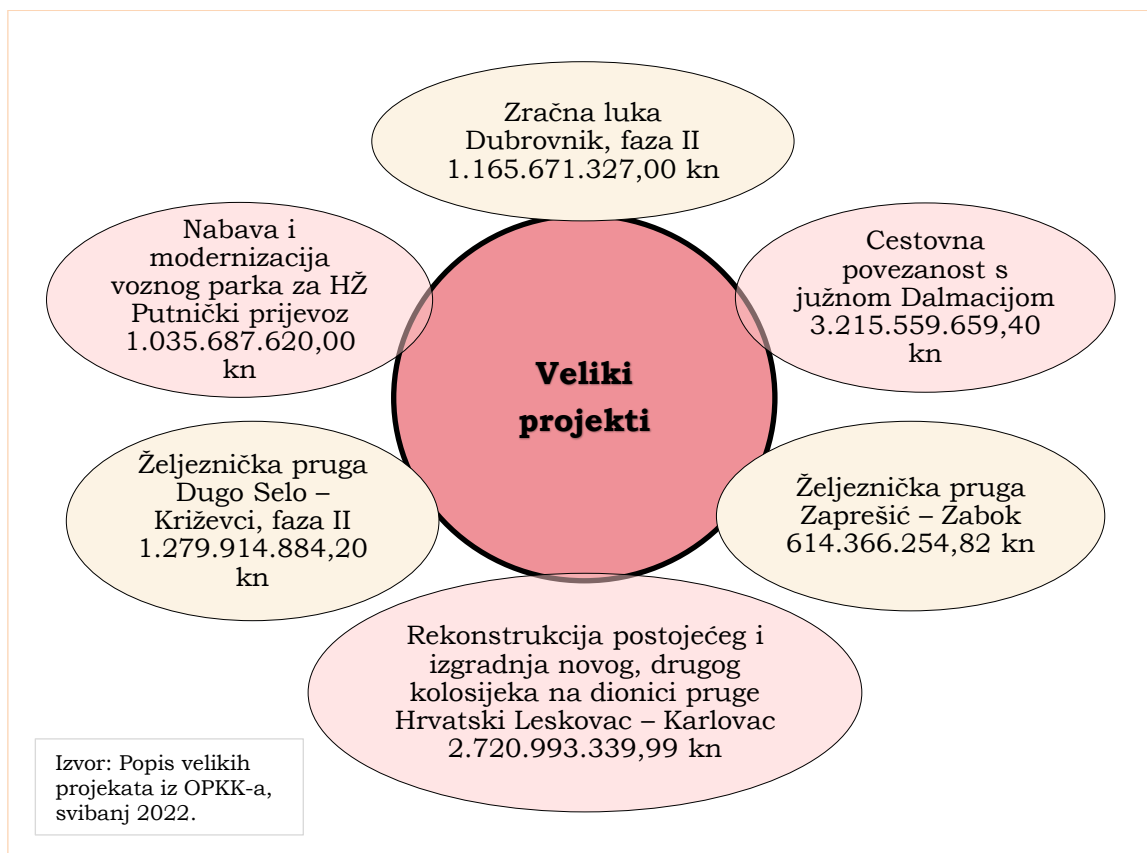 Zračna luka
Dubrovnik, faza II
1.165.671.327,00 kn
Nabava i
modernizacija
voznog parka za HŽ
Putnički prijevoz
1.035.687.620,00
kn
Cestovna
povezanost s
južnom Dalmacijom
3.215.559.659,40
kn
Veliki
projekti
Željeznička pruga
Dugo Selo –
Križevci, faza II
1.279.914.884,20
kn
Željeznička pruga
Zaprešić – Zabok
614.366.254,82 kn
Rekonstrukcija postojećeg i
izgradnja novog, drugog
kolosijeka na dionici pruge
Hrvatski Leskovac – Karlovac
2.720.993.339,99 kn
Izvor: Popis velikih
projekata iz OPKK-a,
svibanj 2022.